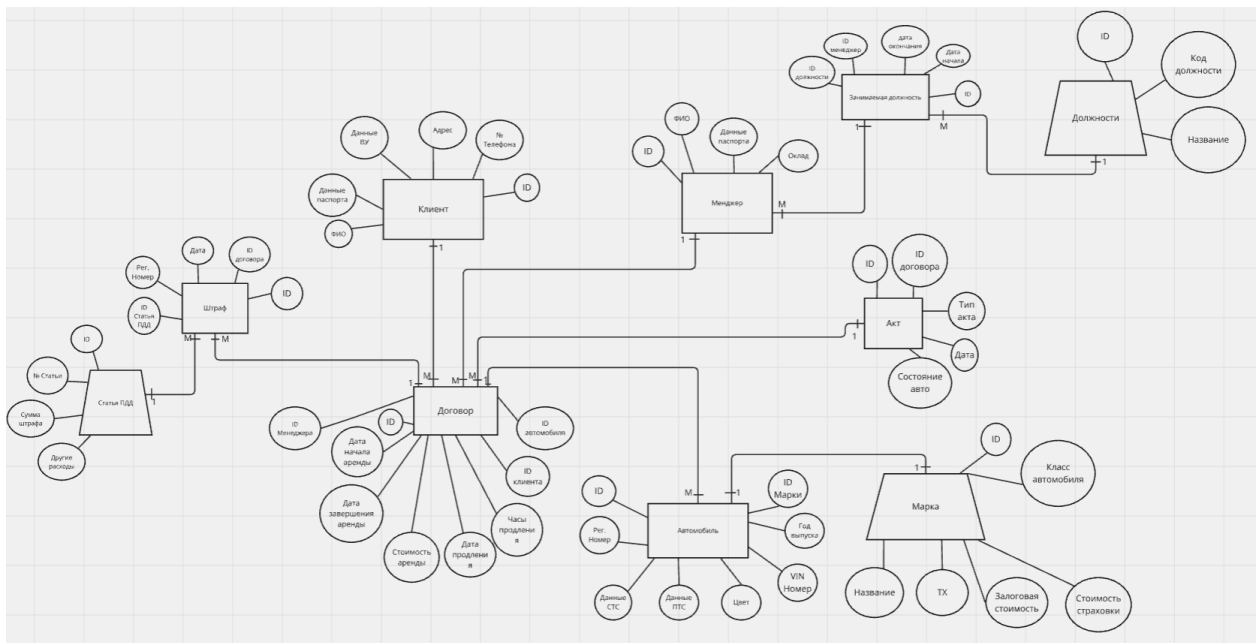 ID
Код
должности
Название
Должности
1
ID
менеджер
дата
окончания
Дата
начала
ID
должности
ID
Занимаемая должность
1
M
ФИО
Данные
паспорта
ID
Оклад
Менджер
1
M
Данные
ВУ
Адрес
№
Телефона
ID
Данные
паспорта
ФИО
Клиент
1
Дата
ID
договора
Рег.
Номер
ID
ID
Статья
ПДД
Штраф
M
M
ID
№ Статьи
Сумма
штрафа
Другие
расходы
Статья ПДД
1
ID
ID
договора
Тип
акта
Дата
Состояние
авто
Акт
1
1
M
M
M
1
Договор
ID
Менеджера
ID
ID
автомобиля
Дата
начала
аренды
ID
клиента
Дата
завершения
аренды
Часы
продлени
я
Стоимость
аренды
Дата
продлени
я
M
1
Автомобиль
ID
ID
Марки
Рег.
Номер
Год
выпуска
VIN
Номер
Данные
СТС
Данные
ПТС
Цвет
1
Марка
ID
Класс
автомобиля
Название
ТХ
Залоговая
стоимость
Стоимость
страховки